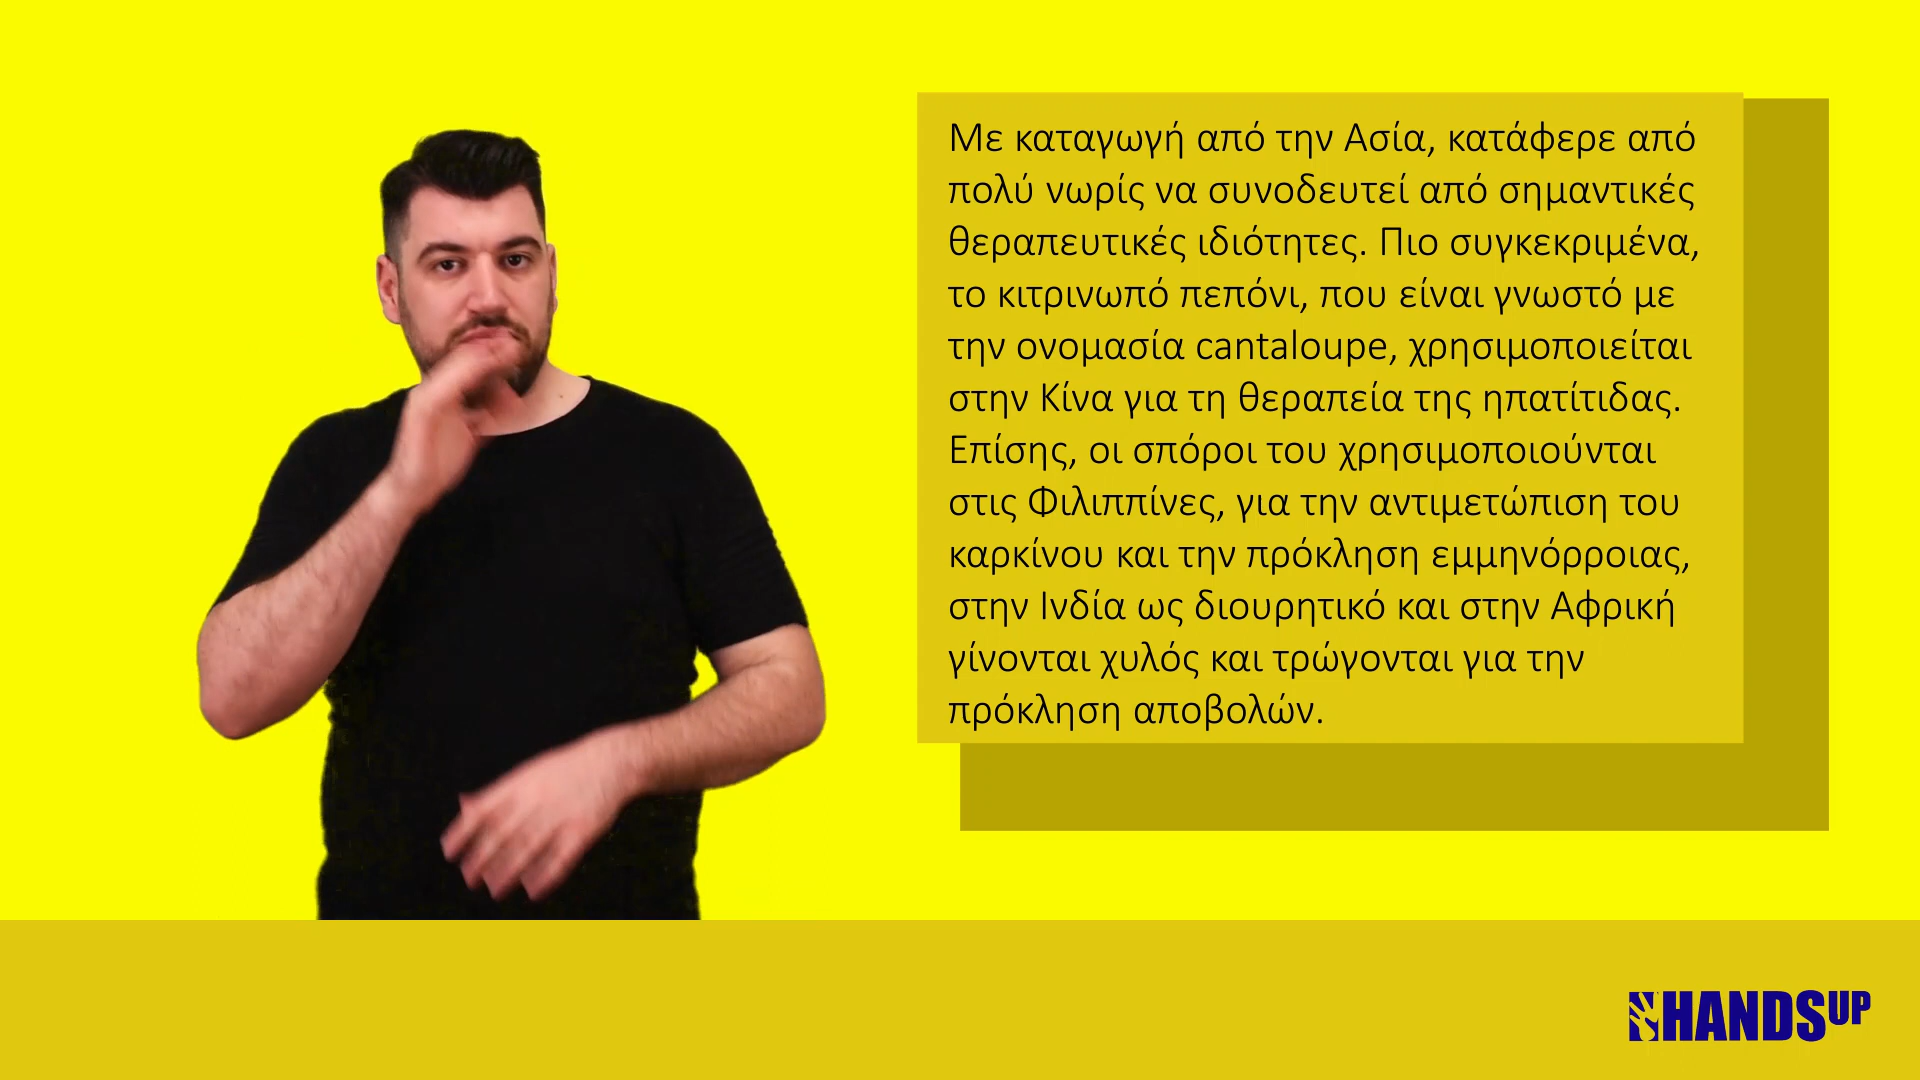 Με καταγωγή από την Ασία, κατάφερε από
πολύ νωρίς να συνοδευτεί από σημαντικές
θεραπευτικές ιδιότητες. Πιο συγκεκριμένα,
το κιτρινωπό πεπόνι, που είναι γνωστό με
την ονομασία cantaloupe, χρησιμοποιείται
στην Κίνα για τη θεραπεία της ηπατίτιδας.
Επίσης, οι σπόροι του χρησιμοποιούνται
στις Φιλιππίνες, για την αντιμετώπιση του
καρκίνου και την πρόκληση εμμηνόρροιας,
στην Ινδία ως διουρητικό και στην Αφρική
γίνονται χυλός και τρώγονται για την
πρόκληση αποβολών.
HANDSUP